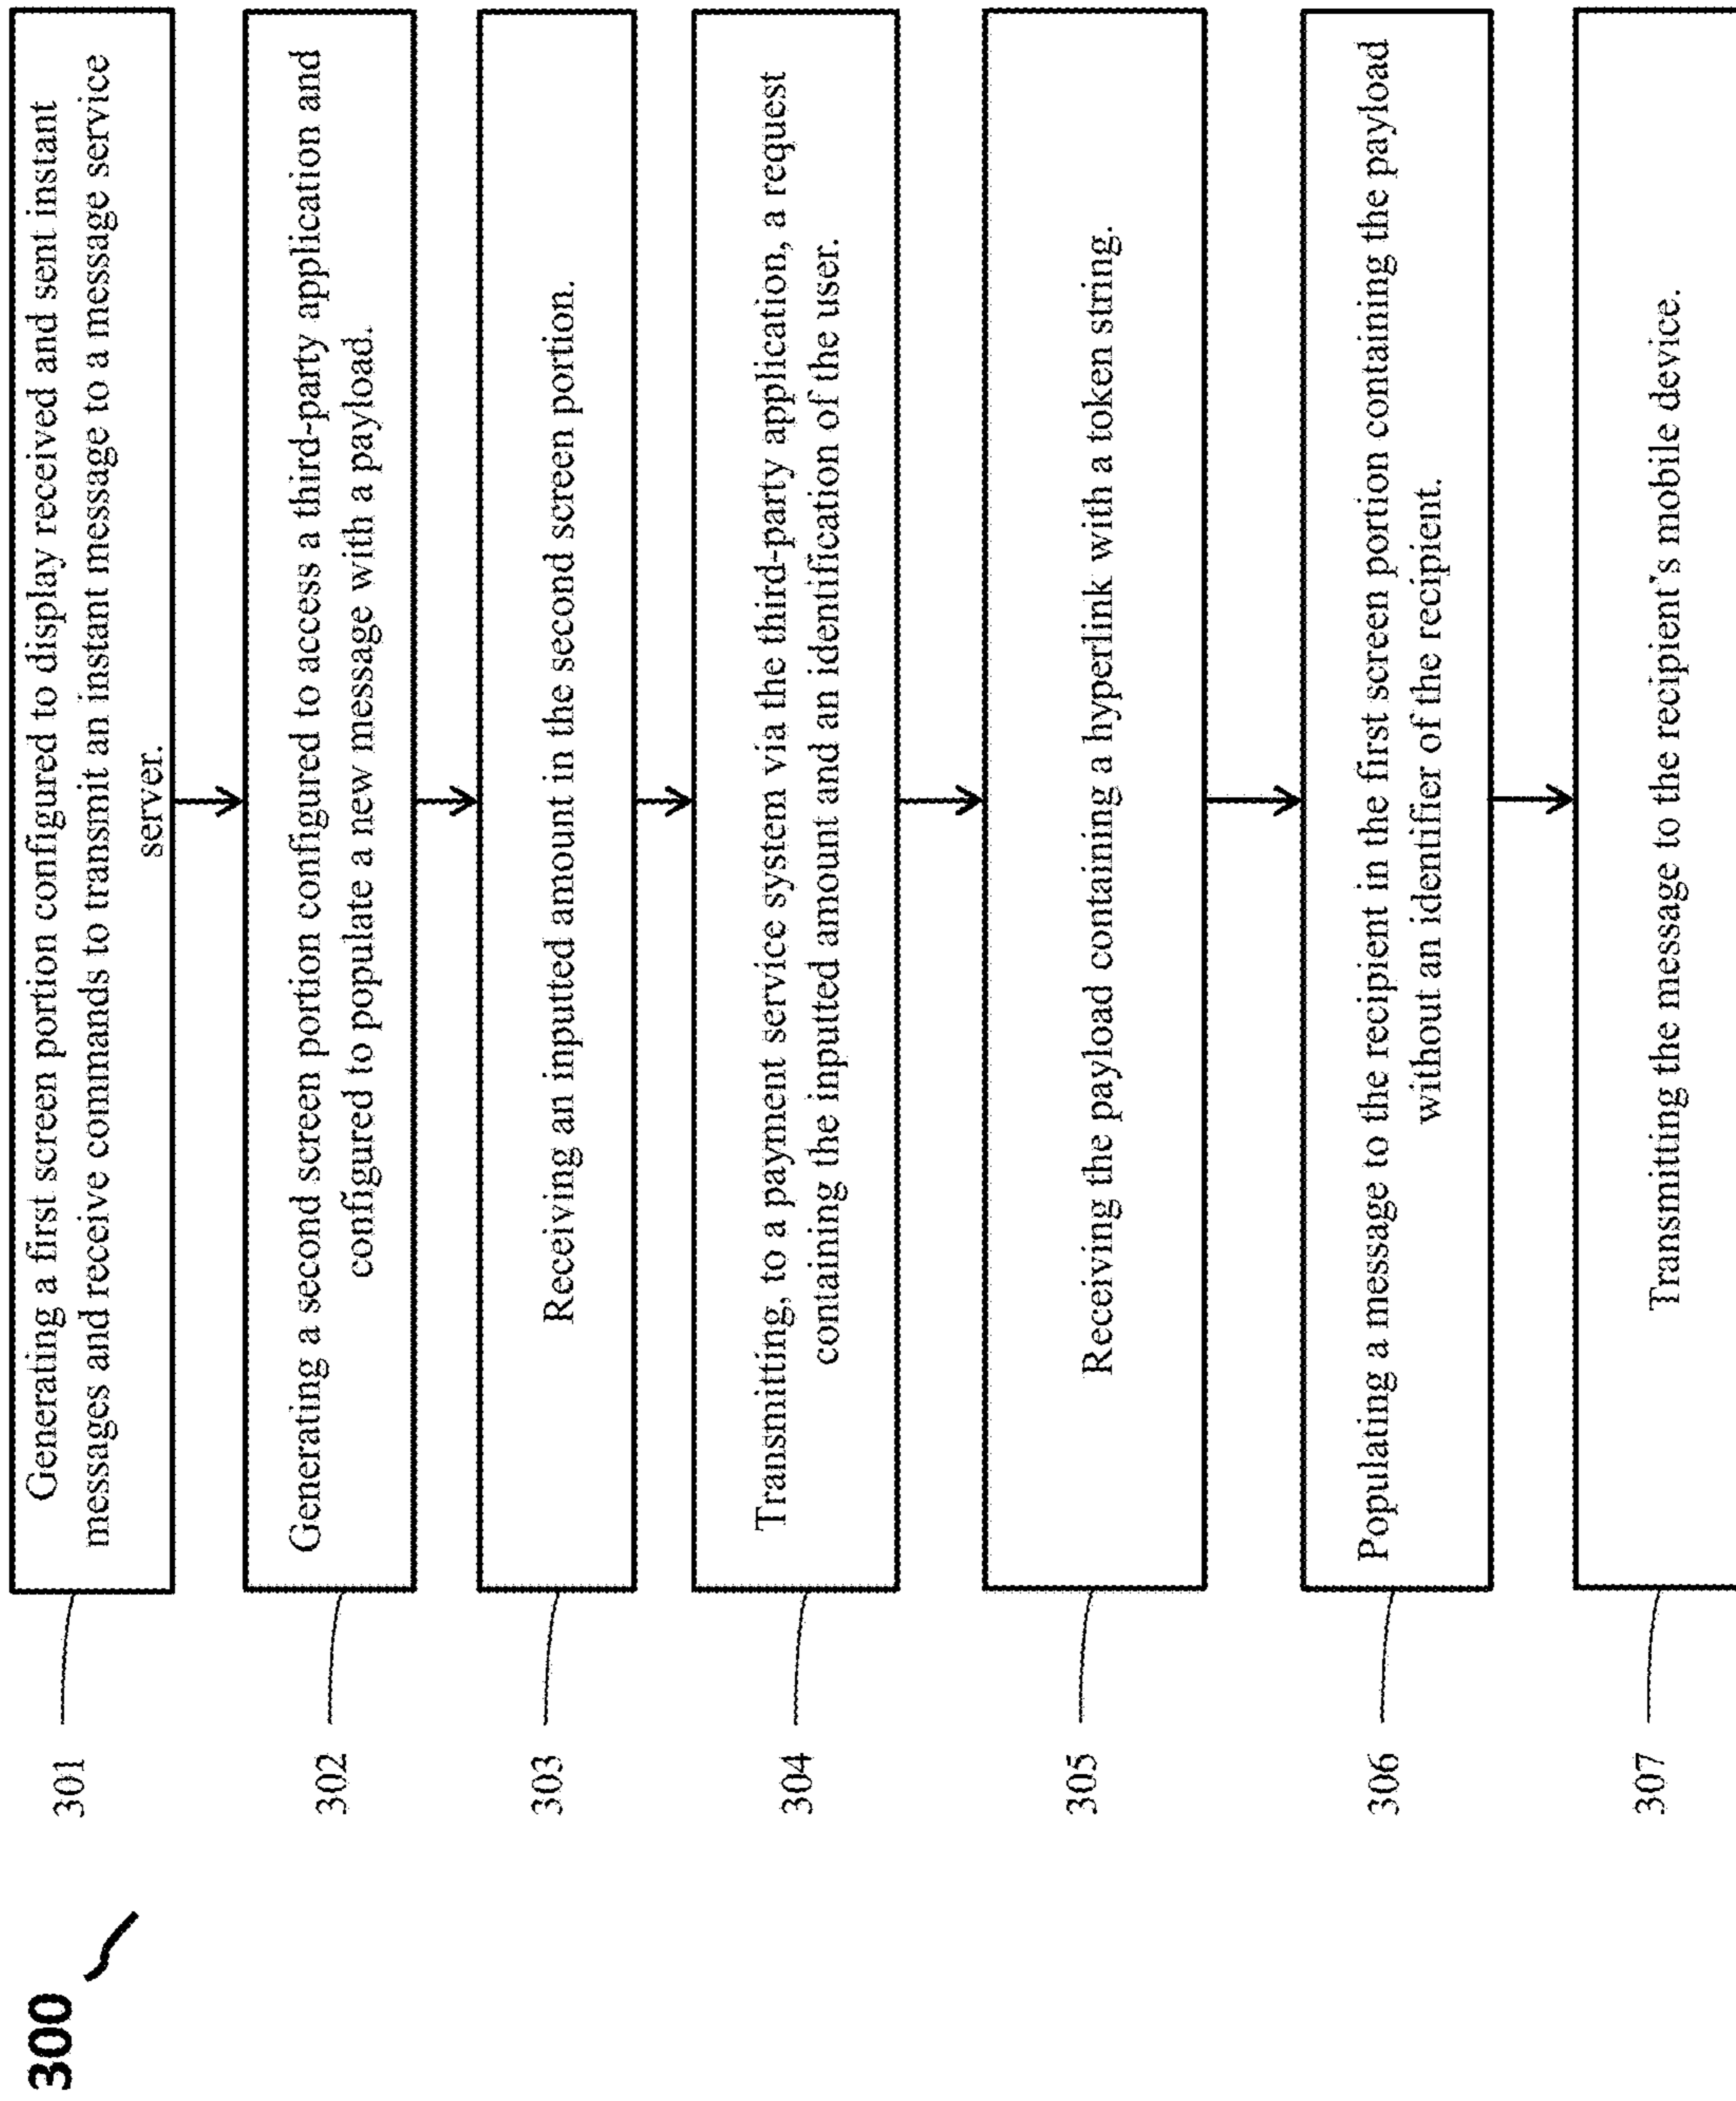 300
301
Generating a first screen portion configured to display received and sent instant
messages and receive commands to transmit an instant message to a message service
server.
302
Generating a second screen portion configured to access a third-party application and
configured to populate a new message with a payload.
303
Receiving an inputted amount in the second screen portion.
304
Transmitting, to a payment service system via the third-party application, a request
containing the inputted amount and an identification of the user.
305
Receiving the payload containing a hyperlink with a token string.
306
Populating a message to the recipient in the first screen portion containing the payload
without an identifier of the recipient.
307
Transmitting the message to the recipient's mobile device.